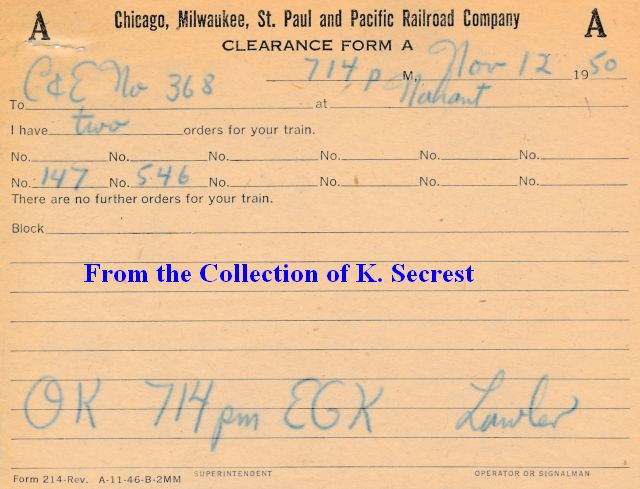 A Chicago, Milwaukee, St. Paul and Pacific Railroad Company A
CLEARANCE FORM A
714 p M, Nov 12 1950
To C & E No 368 at Nahant
I have two orders for your train.
No. No. No. No. No. No.
No. 147 No. 546 No. No. No. No.
There are no further orders for your train.
Block
From the Collection of K. Secrest
OK 714 pm EGK Lawler
Form 214-Rev. A-11-46-B-2MM SUPERINTENDENT OPERATOR OR SIGNALMAN